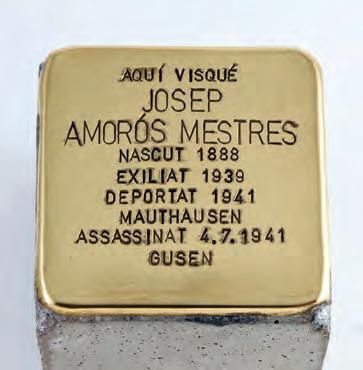 AQUÍ VISQUÉ
JOSEP
AMORÓS MESTRES
NASCUT 1888
EXILIAT 1939
DEPORTAT 1941
MAUTHAUSEN
ASSASSINAT 4.7.1941
GUSEN